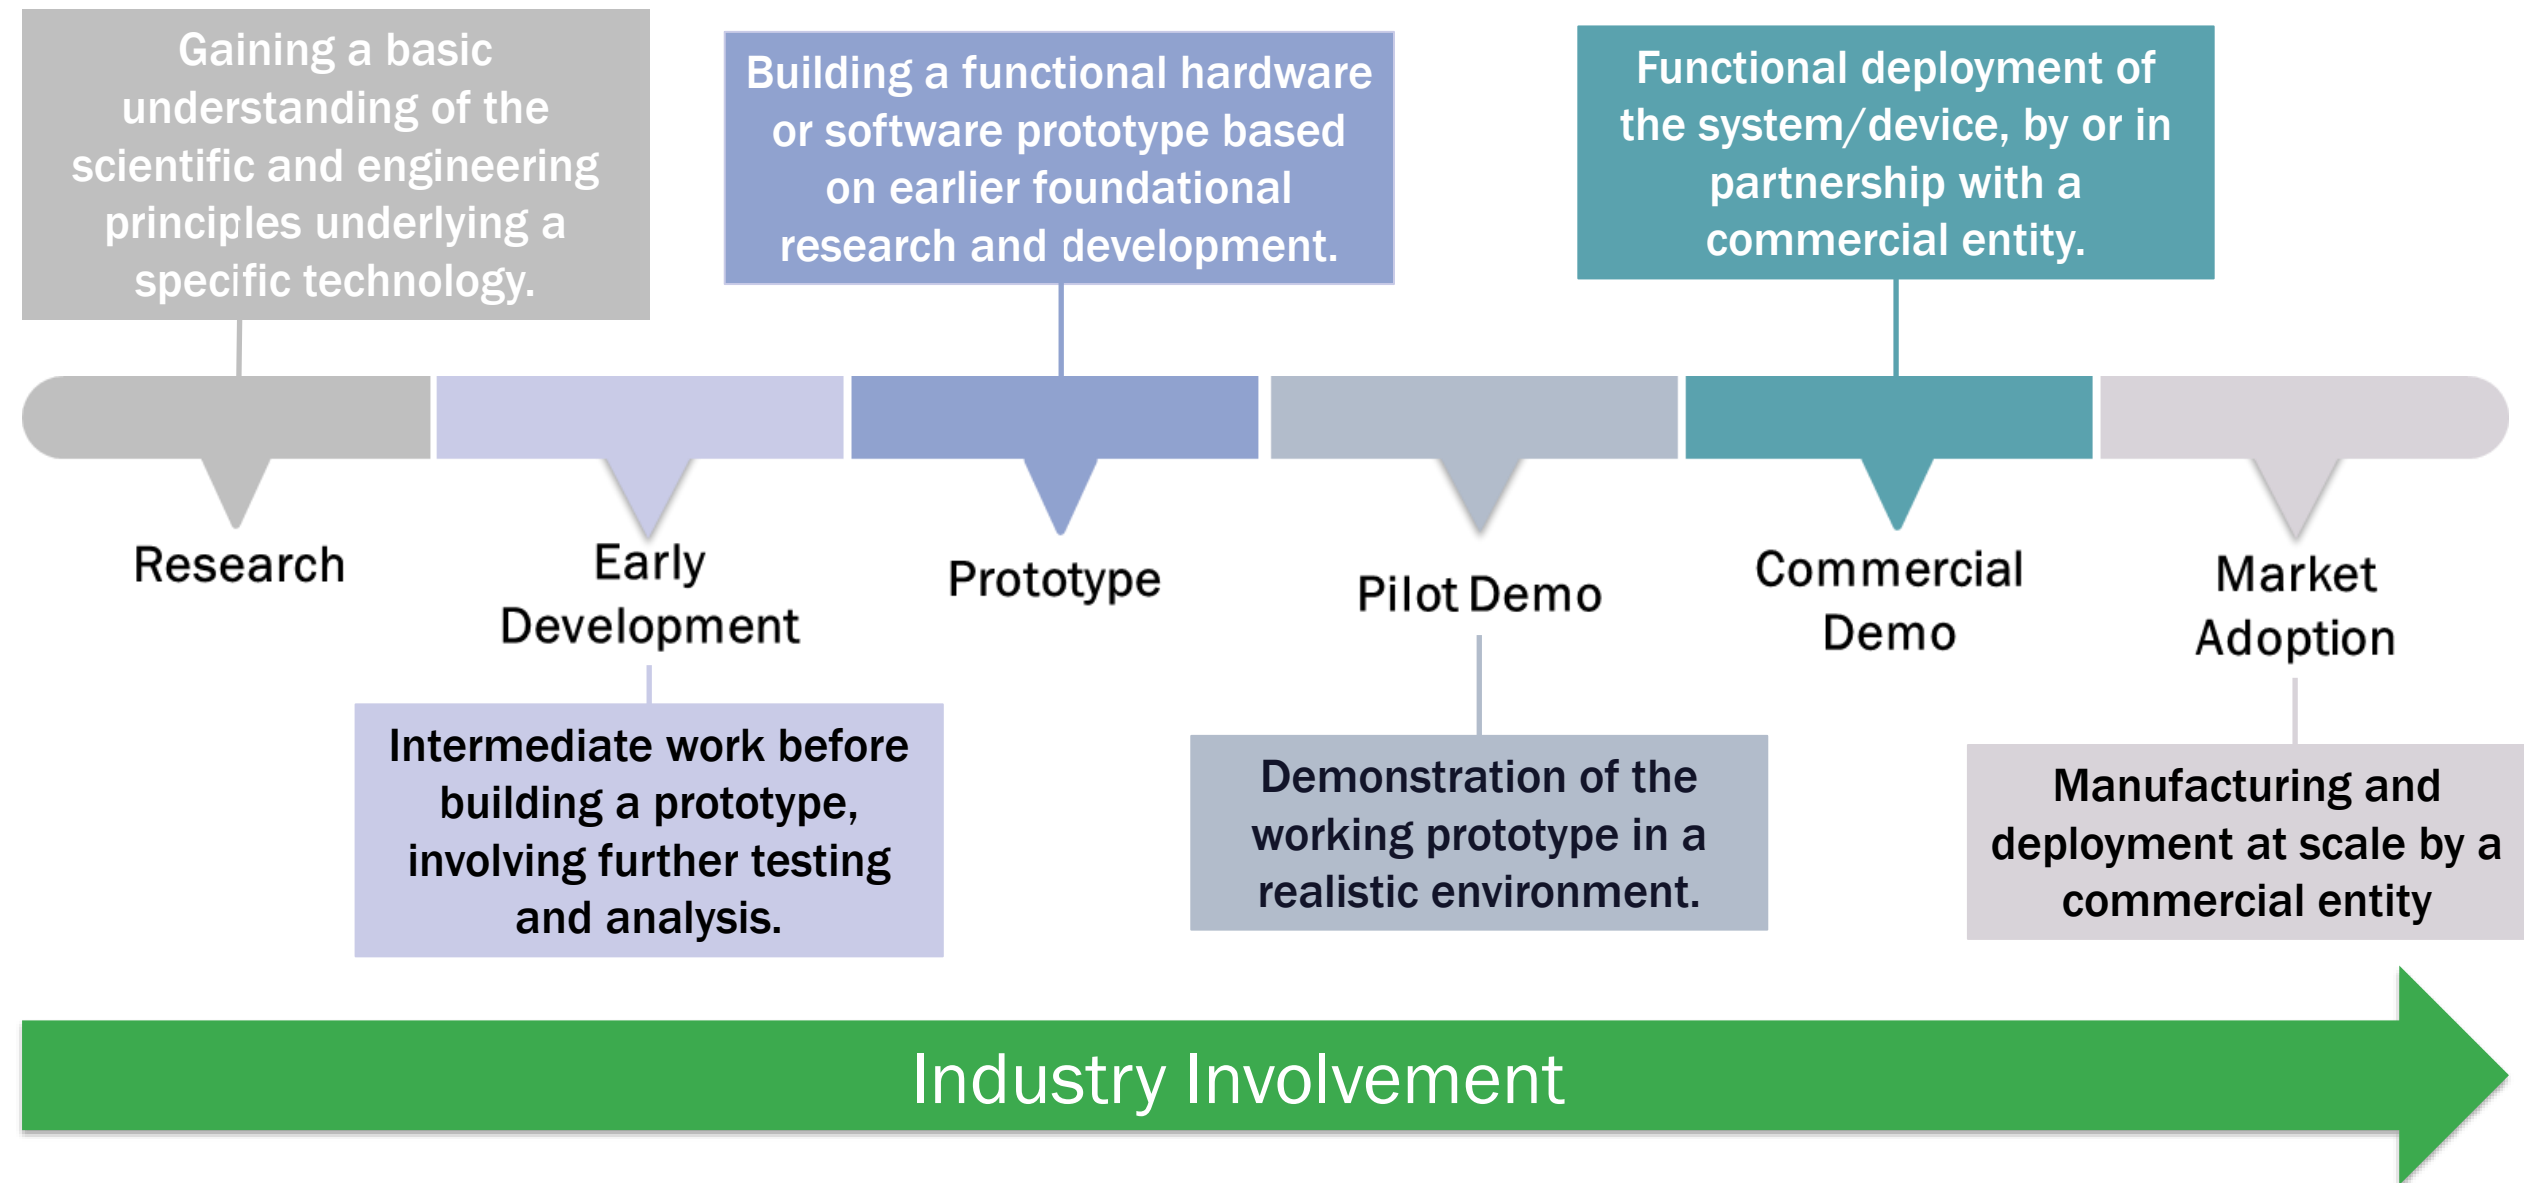 Gaining a basic
understanding of the
scientific and engineering
principles underlying a
specific technology.
Building a functional hardware
or software prototype based
on earlier foundational
research and development.
Functional deployment of
the system/device, by or in
partnership with a
commercial entity.
Research
Early
Development
Prototype
Pilot Demo
Commercial
Demo
Market
Adoption
Intermediate work before
building a prototype,
involving further testing
and analysis.
Demonstration of the
working prototype in a
realistic environment.
Manufacturing and
deployment at scale by a
commercial entity
Industry Involvement